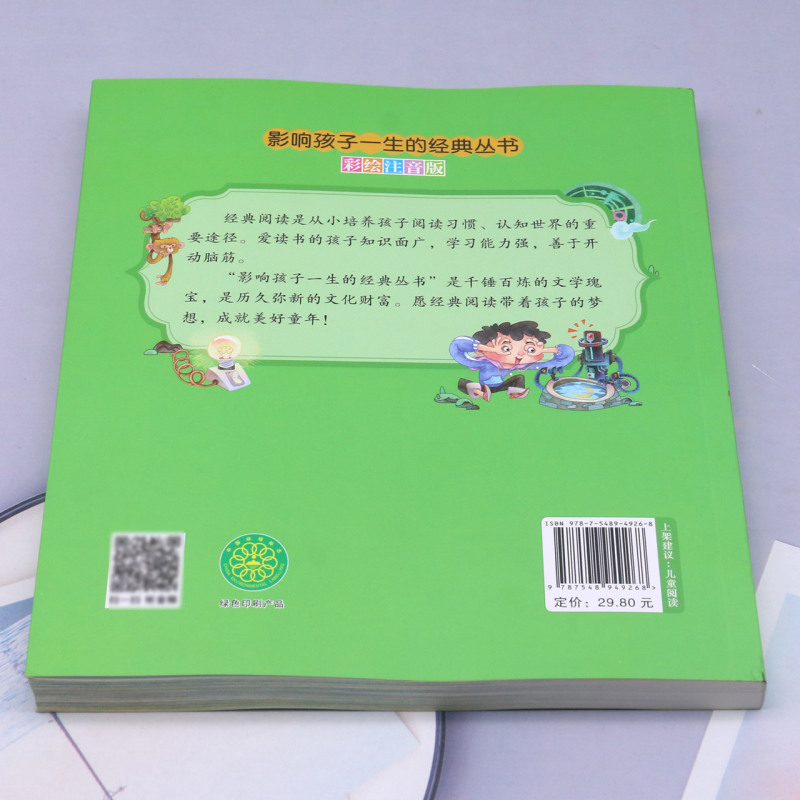 影响孩子一生的经典丛书
彩绘注音版
经典阅读是从小培养孩子阅读习惯、认知世界的重
要途径。爱读书的孩子知识面广，学习能力强，善于开
动脑筋。
“影响孩子一生的经典丛书”是千锤百炼的文学瑰
宝，是历久弥新的文化财富。愿经典阅读带着孩子的梦
想，成就美好童年！
绿色印刷产品
ISBN 978-7-5489-4926-8
9 787548 949268>
定价：29.80 元
上架建议：儿童阅读